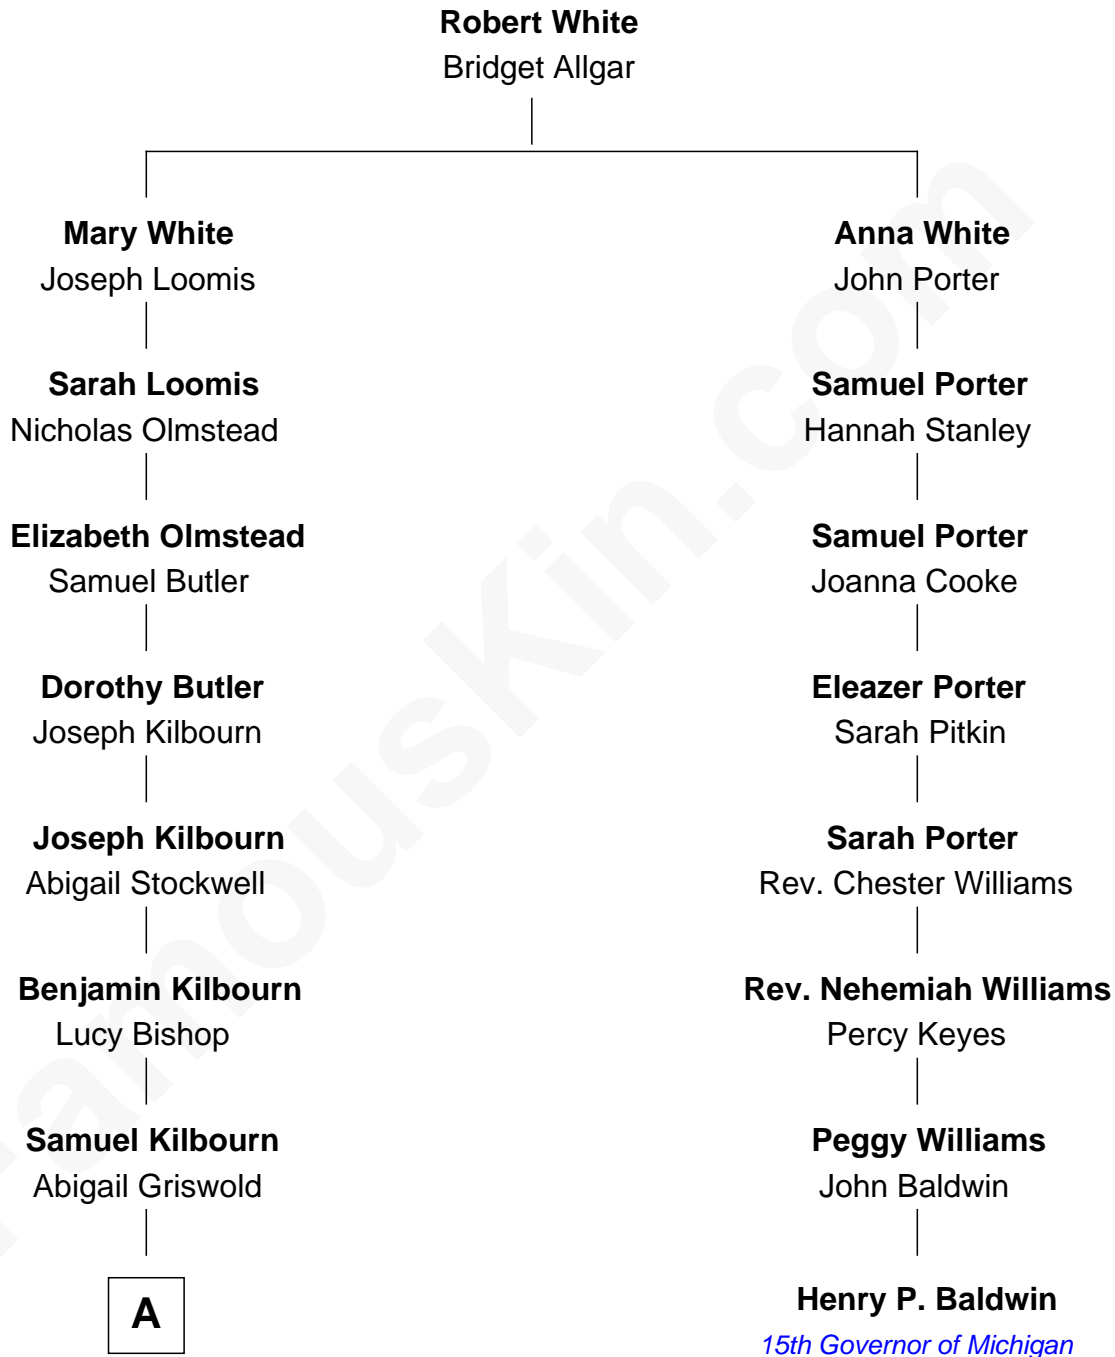 Robert White
Bridget Allgar
Mary White
Joseph Loomis
Anna White
John Porter
Sarah Loomis
Nicholas Olmstead
Samuel Porter
Hannah Stanley
Elizabeth Olmstead
Samuel Butler
Samuel Porter
Joanna Cooke
Dorothy Butler
Joseph Kilbourn
Eleazer Porter
Sarah Pitkin
Joseph Kilbourn
Abigail Stockwell
Sarah Porter
Rev. Chester Williams
Benjamin Kilbourn
Lucy Bishop
Rev. Nehemiah Williams
Percy Keyes
Samuel Kilbourn
Abigail Griswold
Peggy Williams
John Baldwin
A
Henry P. Baldwin
15th Governor of Michigan
FamousKin.com